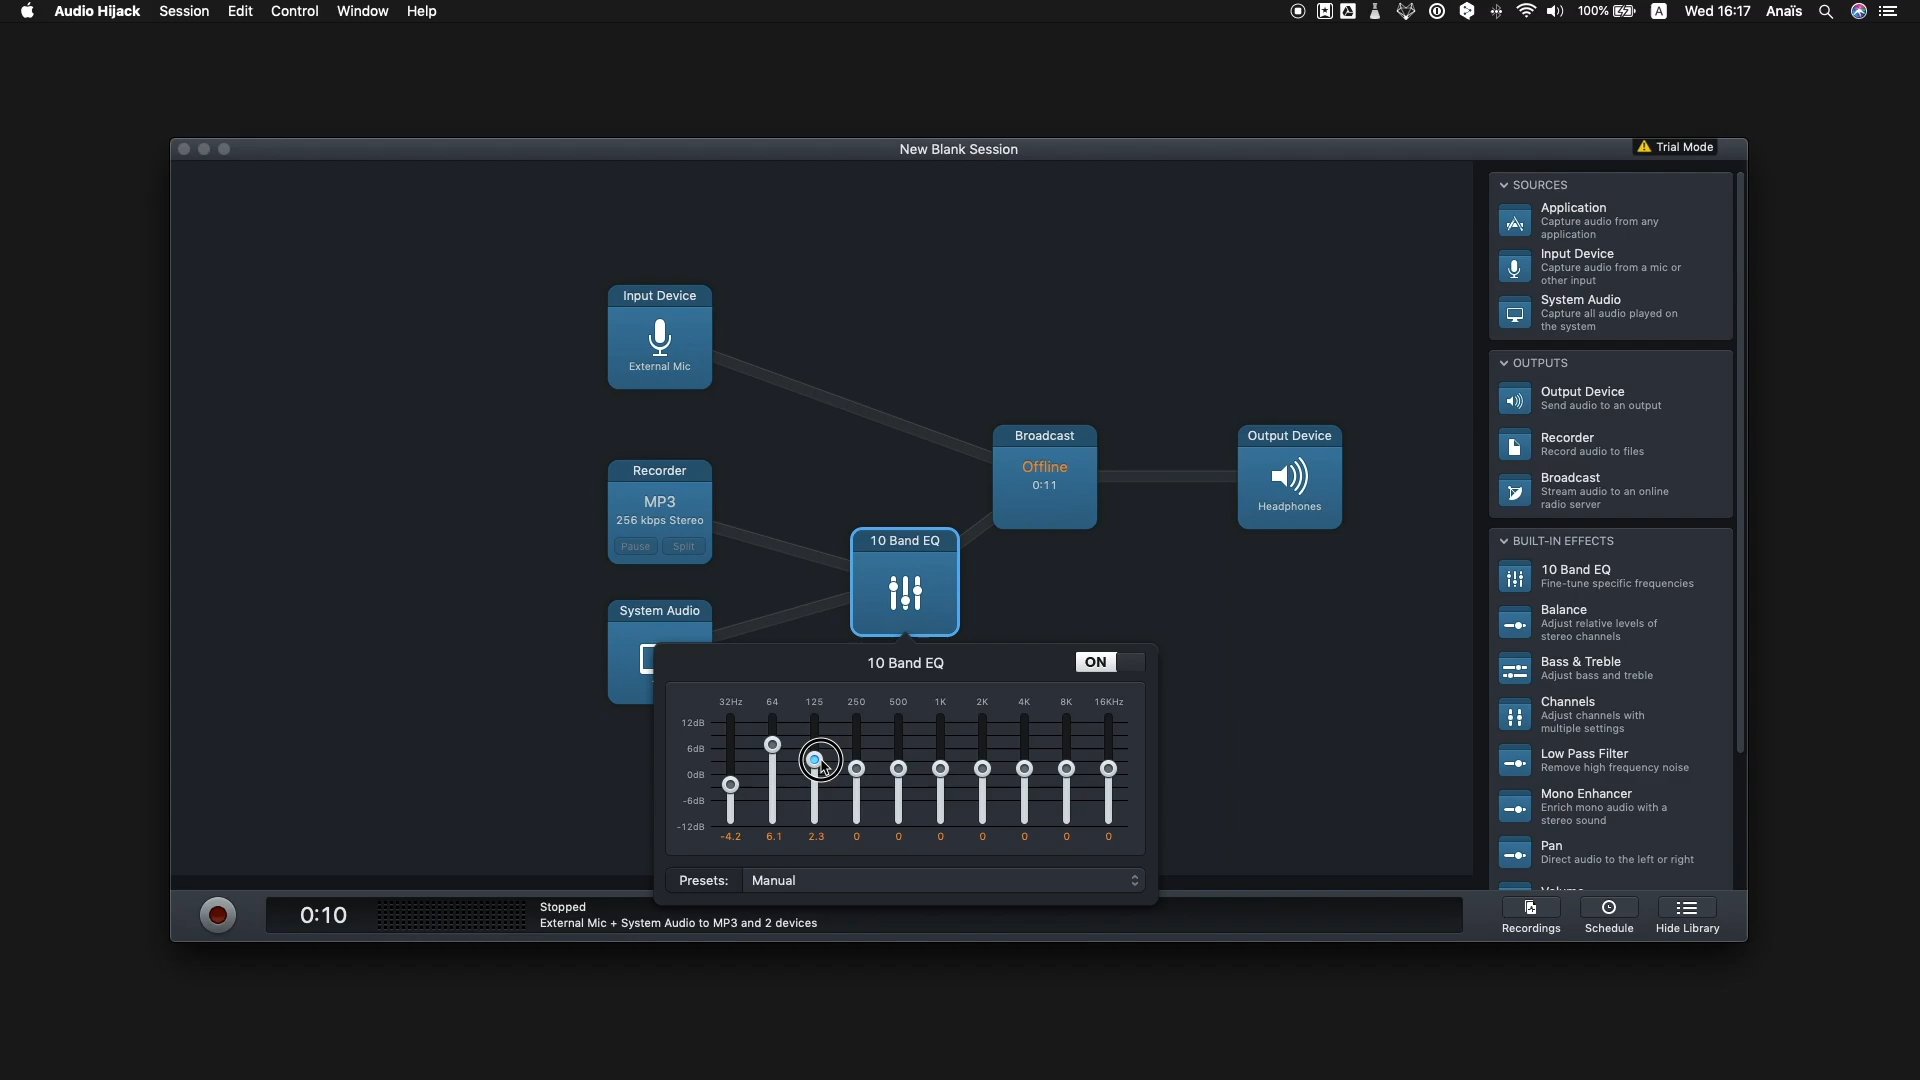 Audio Hijack Session Edit Control Window Help
100% A Wed 16:17 Anaïs
New Blank Session
Trial Mode
Input Device
External Mic
Recorder
MP3
256 kbps Stereo
Pause Split
System Audio
10 Band EQ
Broadcast
Offline
0:11
Output Device
Headphones
10 Band EQ
ON
32Hz 64 125 250 500 1K 2K 4K 8K 16KHz
12dB
6dB
0dB
-6dB
-12dB
-4.2 6.1 2.3 0 0 0 0 0 0 0
Presets: Manual
SOURCES
Application
Capture audio from any
application
Input Device
Capture audio from a mic or
other input
System Audio
Capture all audio played on
the system
OUTPUTS
Output Device
Send audio to an output
Recorder
Record audio to files
Broadcast
Stream audio to an online
radio server
BUILT-IN EFFECTS
10 Band EQ
Fine-tune specific frequencies
Balance
Adjust relative levels of
stereo channels
Bass & Treble
Adjust bass and treble
Channels
Adjust channels with
multiple settings
Low Pass Filter
Remove high frequency noise
Mono Enhancer
Enrich mono audio with a
stereo sound
Pan
Direct audio to the left or right
Volume
0:10
Stopped
External Mic + System Audio to MP3 and 2 devices
Recordings Schedule Hide Library